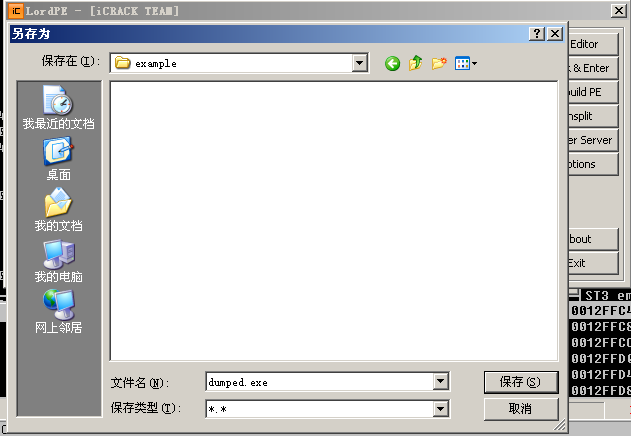 LordPE - [iCRACK TEAM]
另存为
保存在(I):
example
Editor
k & Enter
build PE
nsplit
er Server
ptions
bout
Exit
我最近的文档
桌面
我的文档
我的电脑
网上邻居
文件名(N):
dumped.exe
保存(S)
保存类型(T):
*.*
取消
ST3 em
0012FFC4
0012FFC8
0012FFCC
0012FFD0
0012FFD4
0012FFD8